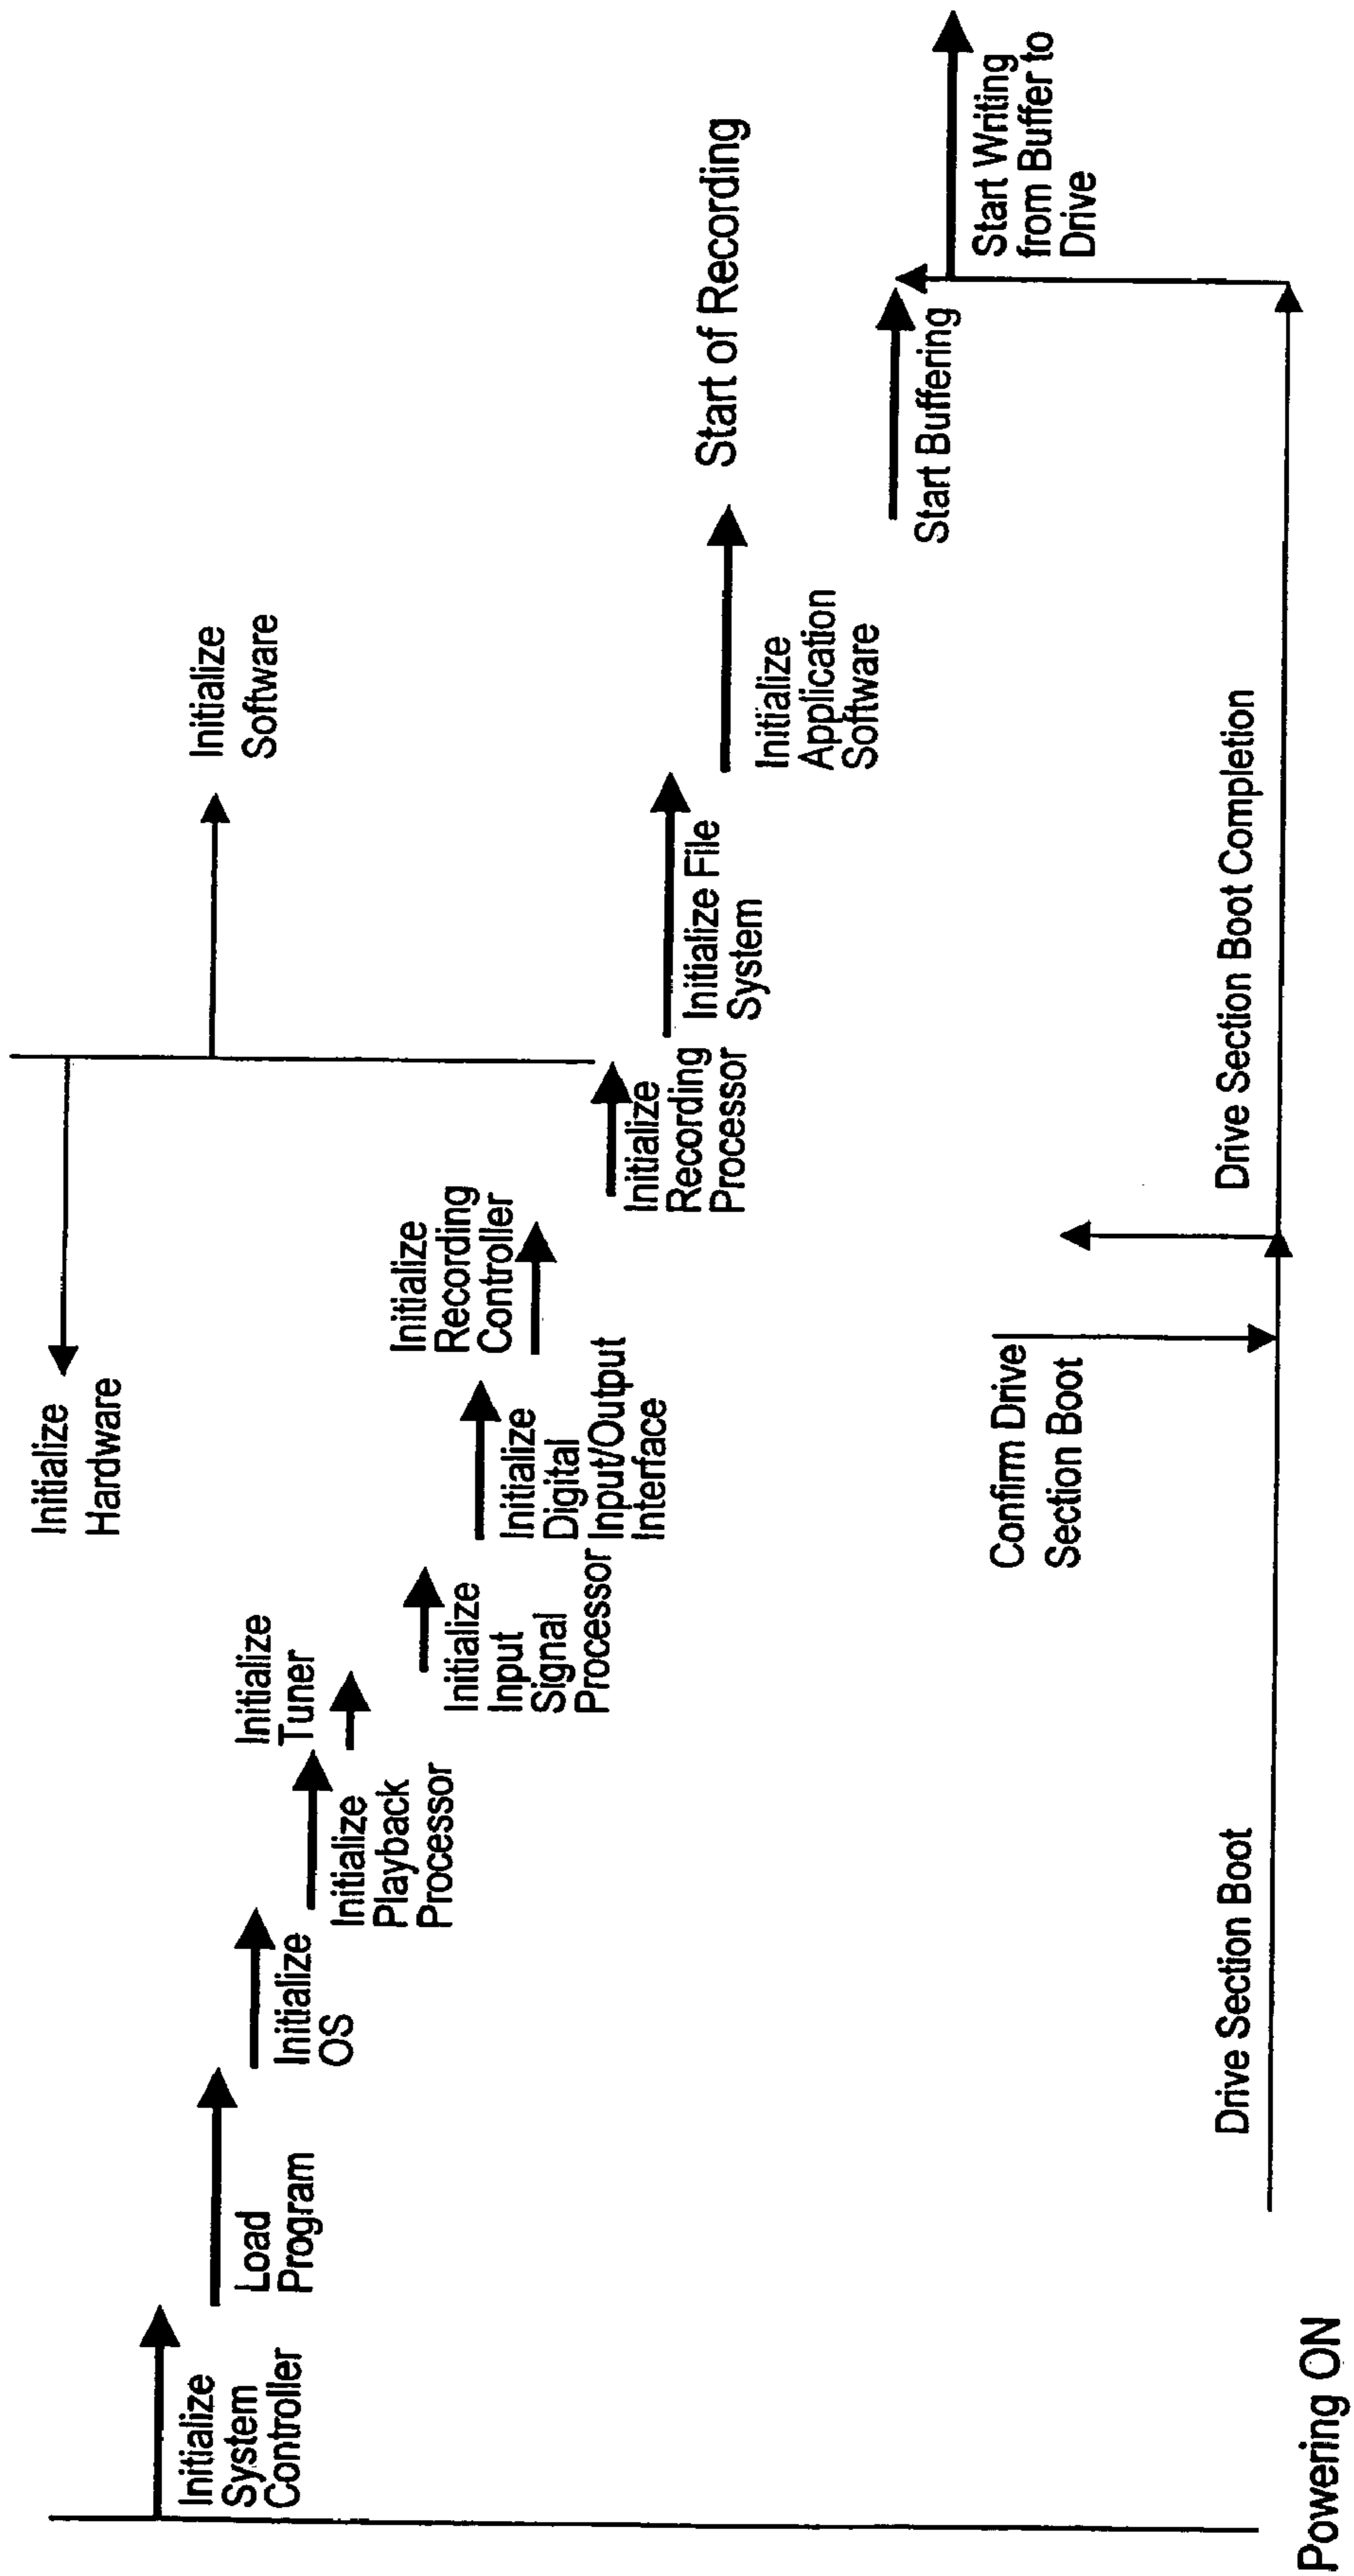 Initialize
Hardware
Initialize
Software
Initialize
System
Controller
Load
Program
Initialize
OS
Initialize
Playback
Processor
Initialize
Tuner
Initialize
Input
Signal
Processor
Initialize
Digital
Input/Output
Interface
Initialize
Recording
Controller
Initialize
Recording
Processor
Initialize File
System
Initialize
Application
Software
Start of Recording
Start Buffering
Start Writing
from Buffer to
Drive
Confirm Drive
Section Boot
Drive Section Boot
Drive Section Boot Completion
Powering ON